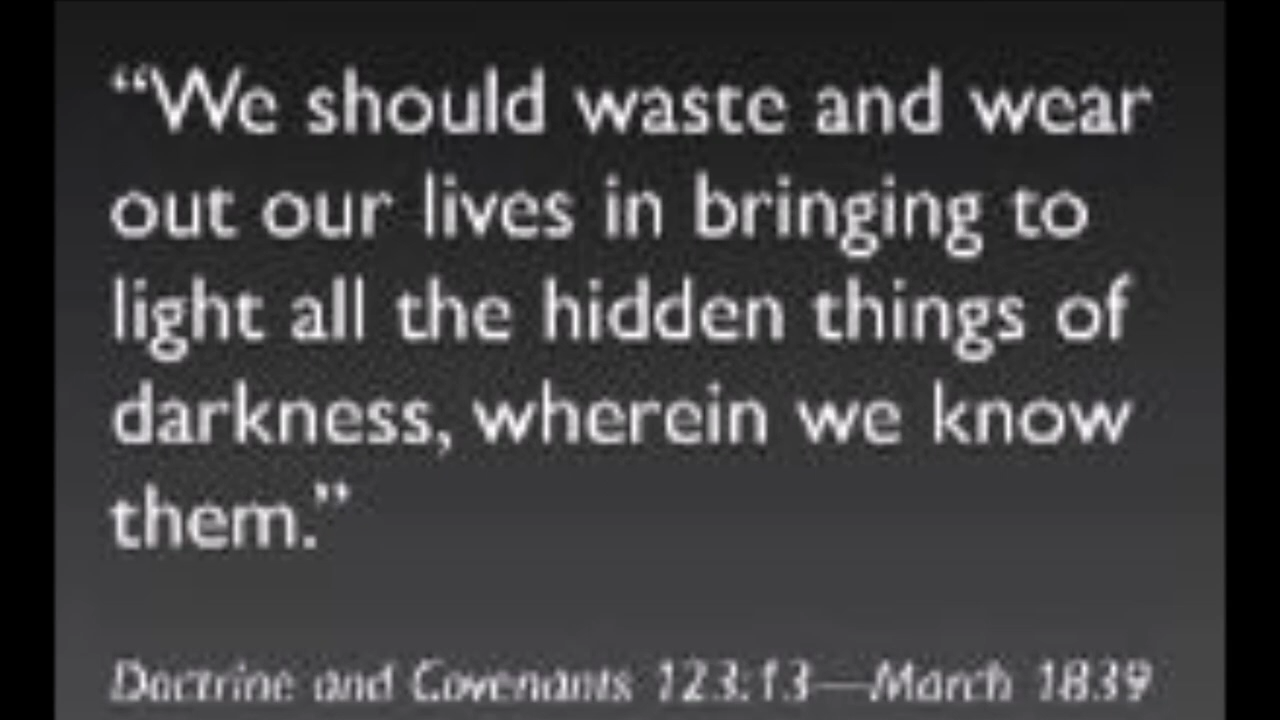 “We should waste and wear
out our lives in bringing to
light all the hidden things of
darkness, wherein we know
them.”
Doctrine and Covenants 123:13—March 1839